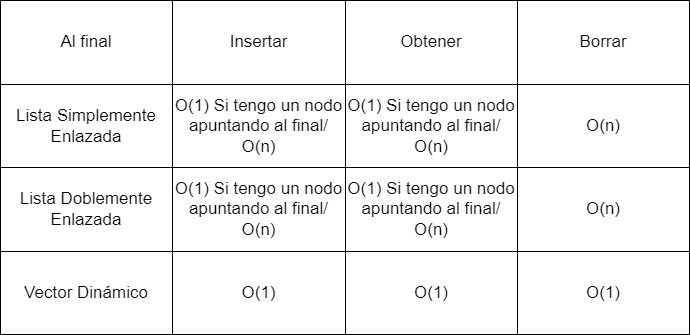 Al final
Insertar
Obtener
Borrar
Lista Simplemente
Enlazada
O(1) Si tengo un nodo
apuntando al final/
O(n)
O(1) Si tengo un nodo
apuntando al final/
O(n)
O(n)
Lista Doblemente
Enlazada
O(1) Si tengo un nodo
apuntando al final/
O(n)
O(1) Si tengo un nodo
apuntando al final/
O(n)
O(n)
Vector Dinámico
O(1)
O(1)
O(1)